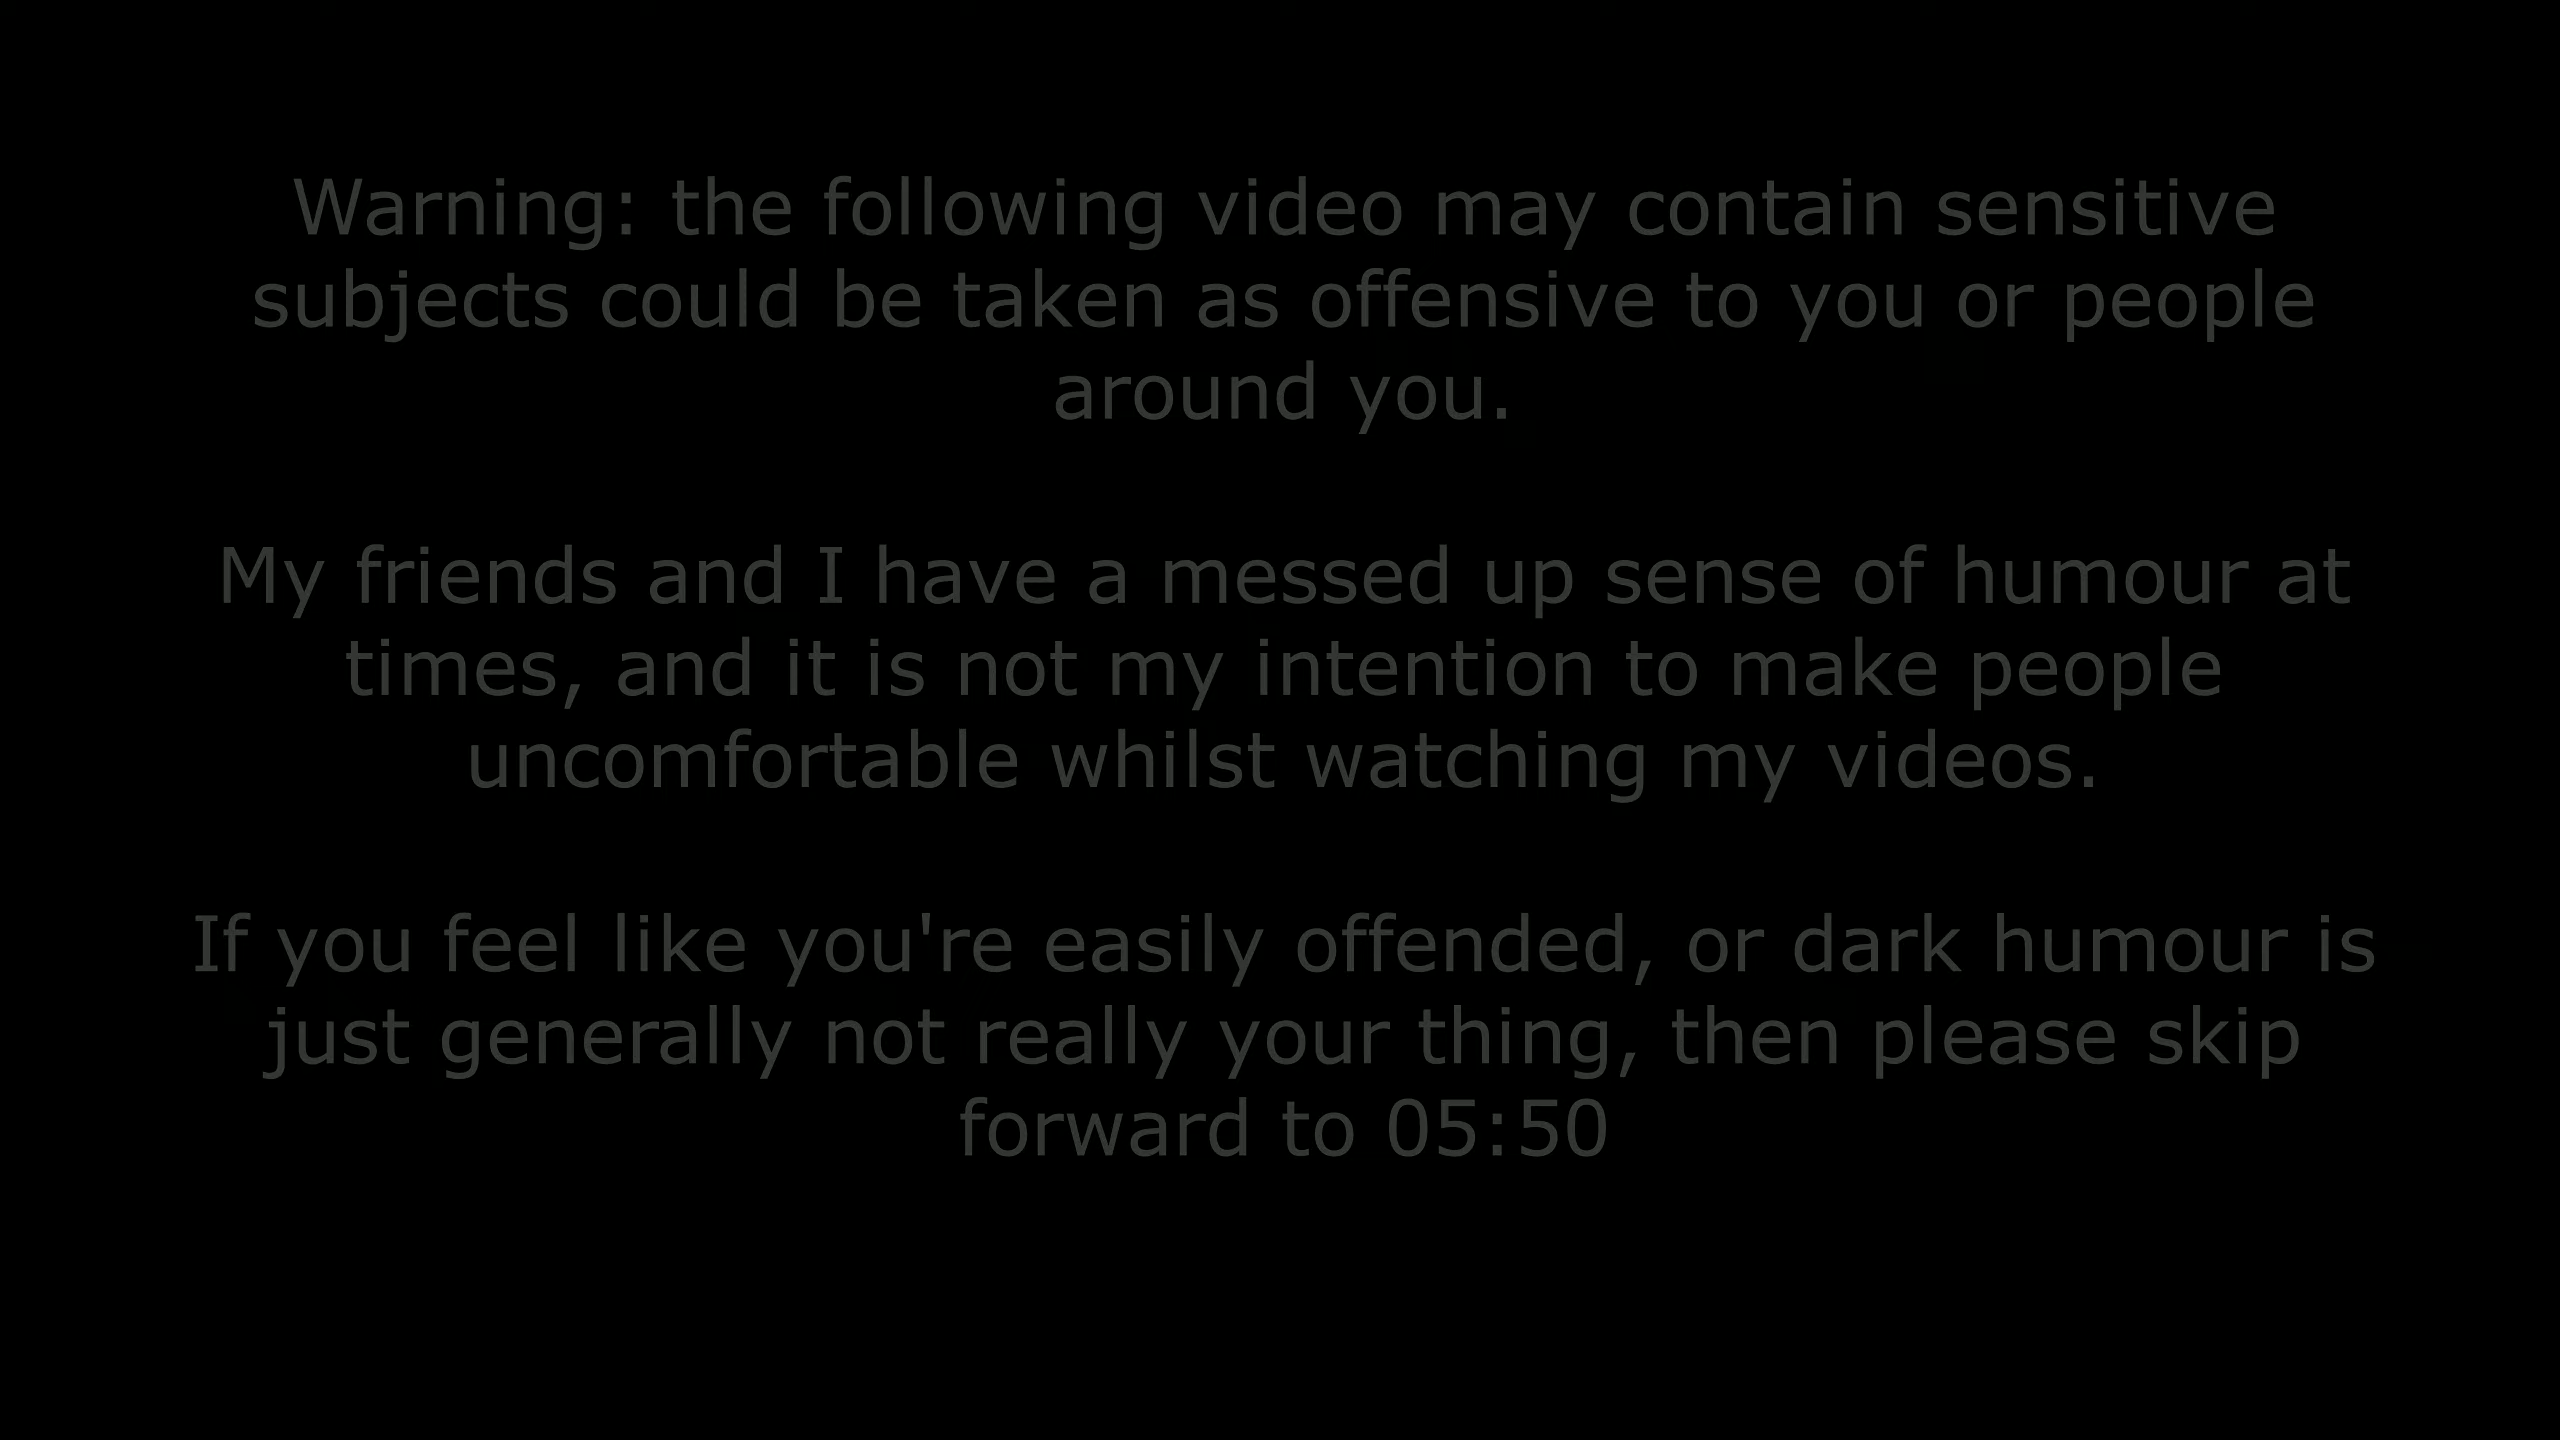 Warning: the following video may contain sensitive
subjects could be taken as offensive to you or people
around you.
My friends and I have a messed up sense of humour at
times, and it is not my intention to make people
uncomfortable whilst watching my videos.
If you feel like you're easily offended, or dark humour is
just generally not really your thing, then please skip
forward to 05:50